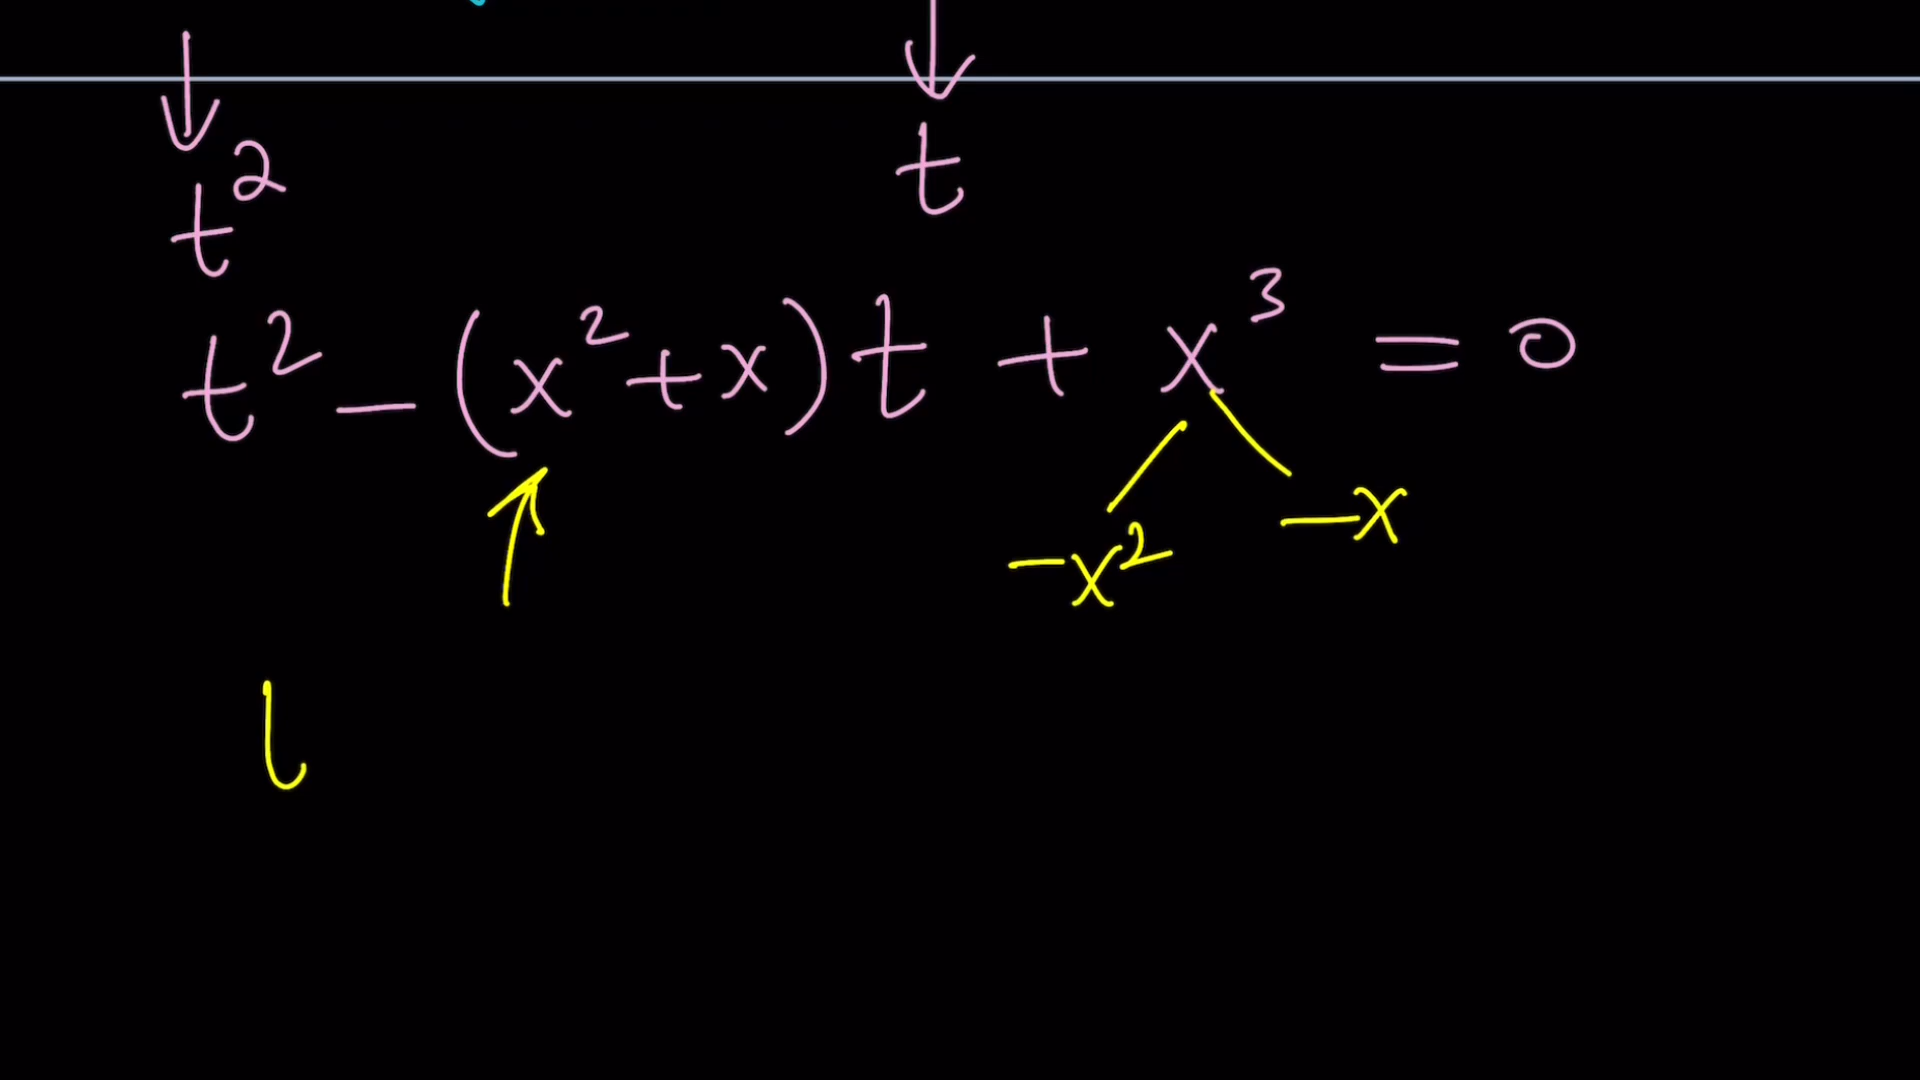 t² t
t² − (x² + x)t + x³ = 0
−x² −x